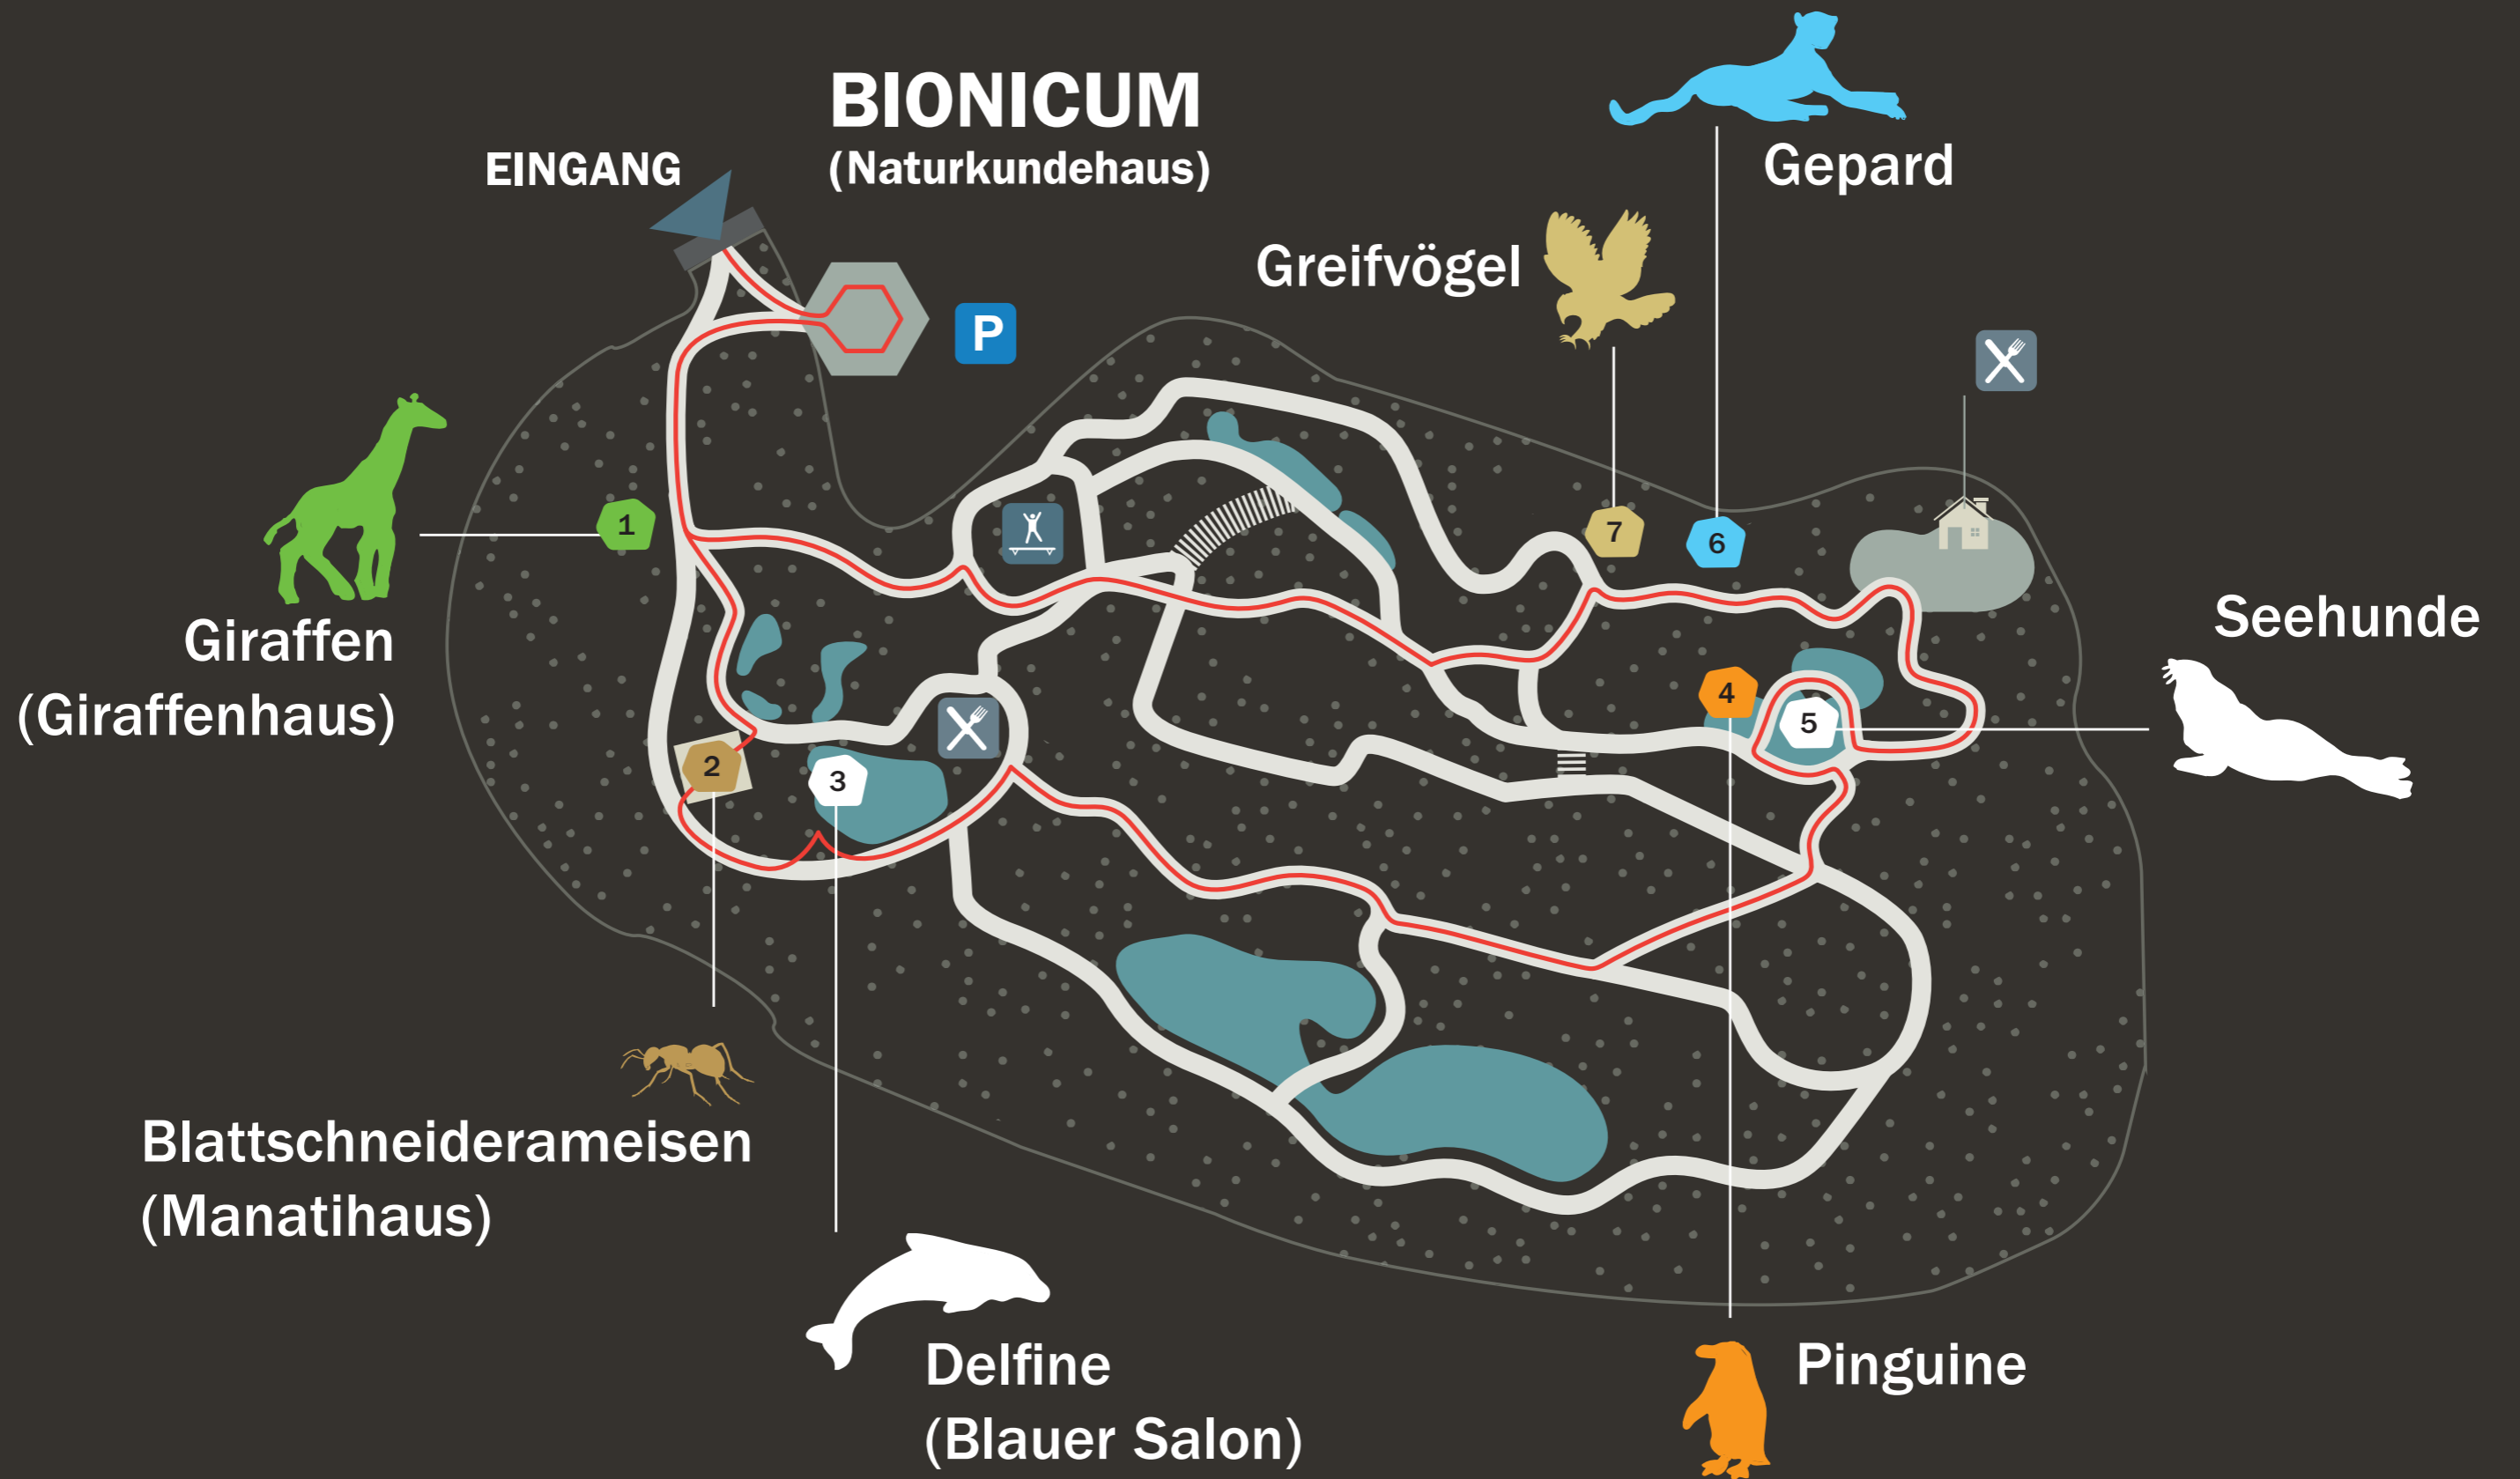 BIONICUM
(Naturkundehaus)
EINGANG
Gepard
Greifvögel
P
1
7
6
Giraffen
(Giraffenhaus)
Seehunde
4
5
2
3
Blattschneiderameisen
(Manatihaus)
Delfine
(Blauer Salon)
Pinguine